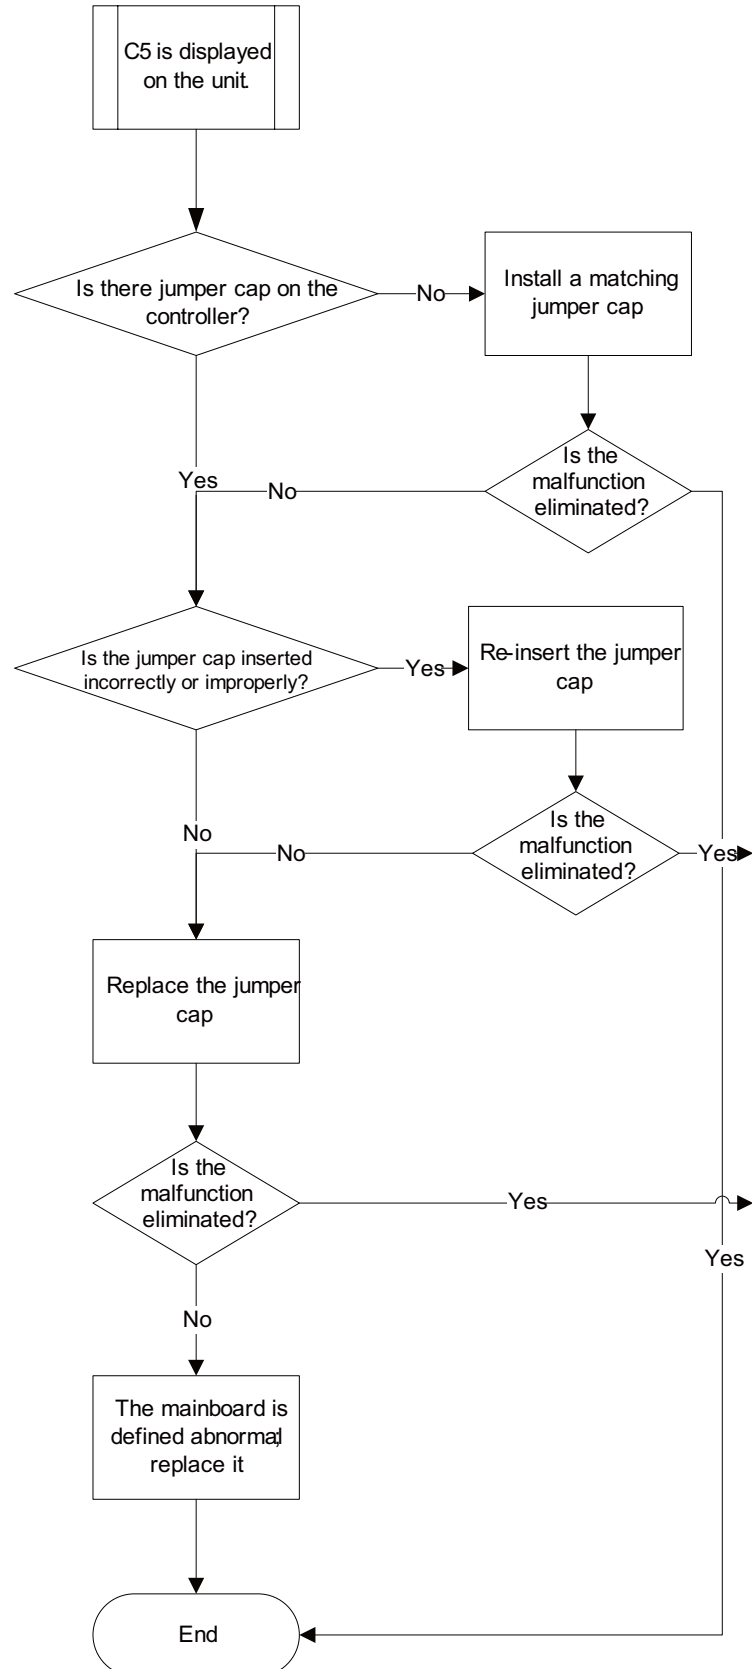 C5 is displayed
on the unit.
Is there jumper cap on the
controller?
No
Install a matching
jumper cap
Yes
No
Is the
malfunction
eliminated?
Is the jumper cap inserted
incorrectly or improperly?
Yes
Re-insert the jumper
cap
No
No
Is the
malfunction
eliminated?
Yes
Replace the jumper
cap
Is the
malfunction
eliminated?
Yes
Yes
No
The mainboard is
defined abnormal;
replace it
End